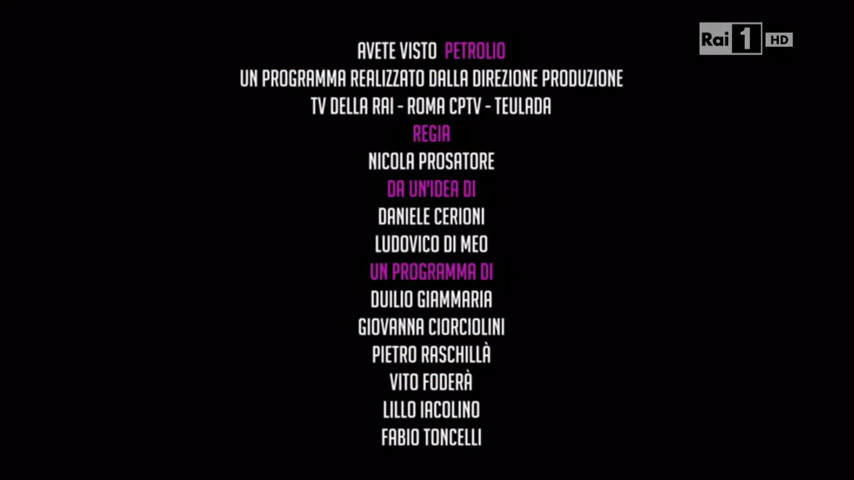 Rai 1 HD
AVETE VISTO PETROLIO
UN PROGRAMMA REALIZZATO DALLA DIREZIONE PRODUZIONE
TV DELLA RAI - ROMA CPTV - TEULADA
REGIA
NICOLA PROSATORE
DA UN'IDEA DI
DANIELE CERIONI
LUDOVICO DI MEO
UN PROGRAMMA DI
DUILIO GIAMMARIA
GIOVANNA CIORCIOLINI
PIETRO RASCHILLÀ
VITO FODERÀ
LILLO IACOLINO
FABIO TONCELLI